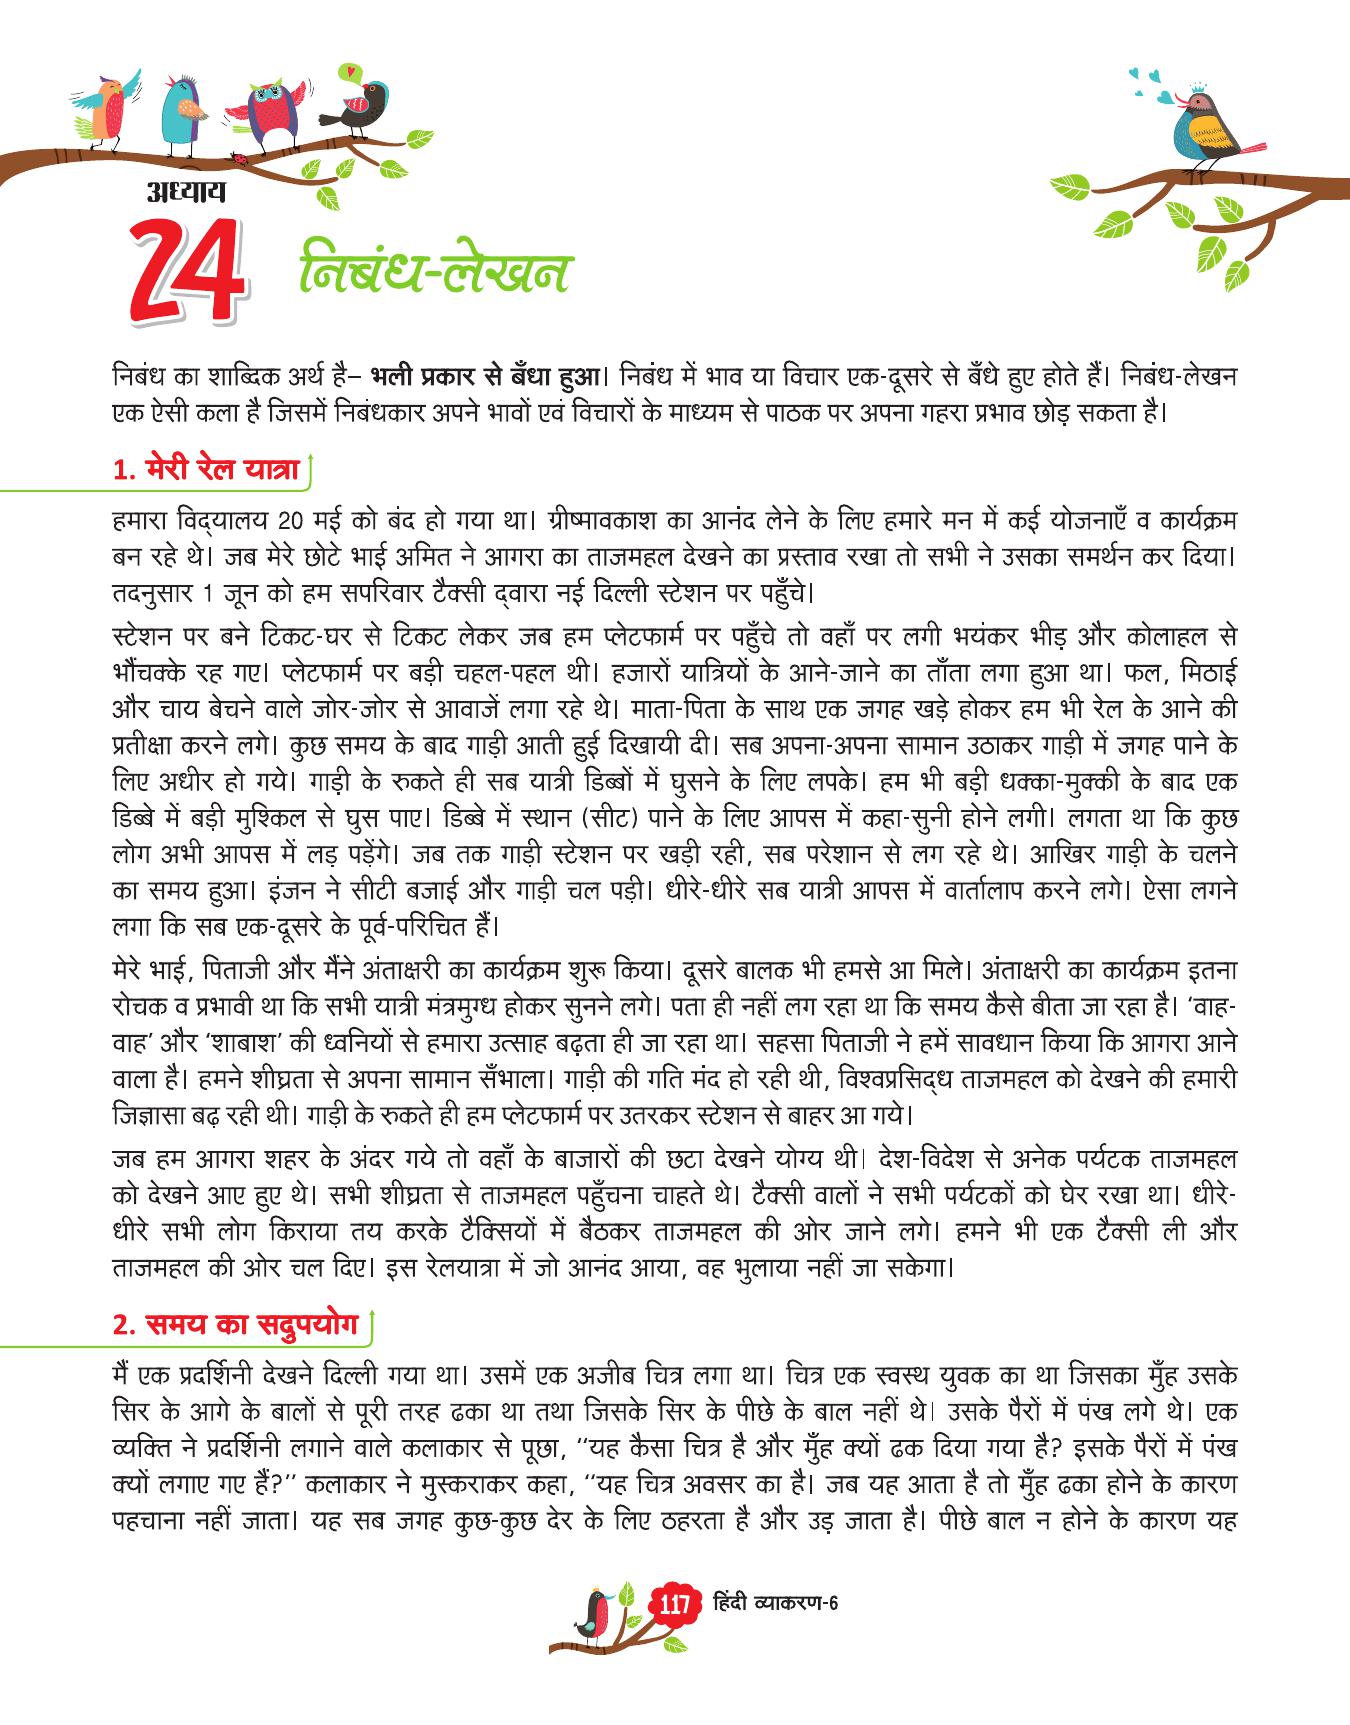 अध्याय
24
निबंध-लेखन
निबंध का शाब्दिक अर्थ है– भली प्रकार से बँधा हुआ। निबंध में भाव या विचार एक-दूसरे से बँधे हुए होते हैं। निबंध-लेखन
एक ऐसी कला है जिसमें निबंधकार अपने भावों एवं विचारों के माध्यम से पाठक पर अपना गहरा प्रभाव छोड़ सकता है।
1. मेरी रेल यात्रा
हमारा विद्‌यालय 20 मई को बंद हो गया था। ग्रीष्मावकाश का आनंद लेने के लिए हमारे मन में कई योजनाएँ व कार्यक्रम
बन रहे थे। जब मेरे छोटे भाई अमित ने आगरा का ताजमहल देखने का प्रस्ताव रखा तो सभी ने उसका समर्थन कर दिया।
तदनुसार 1 जून को हम सपरिवार टैक्सी द्‌वारा नई दिल्ली स्टेशन पर पहुँचे।
स्टेशन पर बने टिकट-घर से टिकट लेकर जब हम प्लेटफार्म पर पहुँचे तो वहाँ पर लगी भयंकर भीड़ और कोलाहल से
भौंचक्के रह गए। प्लेटफार्म पर बड़ी चहल-पहल थी। हजारों यात्रियों के आने-जाने का ताँता लगा हुआ था। फल, मिठाई
और चाय बेचने वाले जोर-जोर से आवाजें लगा रहे थे। माता-पिता के साथ एक जगह खड़े होकर हम भी रेल के आने की
प्रतीक्षा करने लगे। कुछ समय के बाद गाड़ी आती हुई दिखायी दी। सब अपना-अपना सामान उठाकर गाड़ी में जगह पाने के
लिए अधीर हो गये। गाड़ी के रुकते ही सब यात्री डिब्बों में घुसने के लिए लपके। हम भी बड़ी धक्का-मुक्की के बाद एक
डिब्बे में बड़ी मुश्किल से घुस पाए। डिब्बे में स्थान (सीट) पाने के लिए आपस में कहा-सुनी होने लगी। लगता था कि कुछ
लोग अभी आपस में लड़ पड़ेंगे। जब तक गाड़ी स्टेशन पर खड़ी रही, सब परेशान से लग रहे थे। आखिर गाड़ी के चलने
का समय हुआ। इंजन ने सीटी बजाई और गाड़ी चल पड़ी। धीरे-धीरे सब यात्री आपस में वार्तालाप करने लगे। ऐसा लगने
लगा कि सब एक-दूसरे के पूर्व-परिचित हैं।
मेरे भाई, पिताजी और मैंने अंताक्षरी का कार्यक्रम शुरू किया। दूसरे बालक भी हमसे आ मिले। अंताक्षरी का कार्यक्रम इतना
रोचक व प्रभावी था कि सभी यात्री मंत्रमुग्ध होकर सुनने लगे। पता ही नहीं लग रहा था कि समय कैसे बीता जा रहा है। ‘वाह-
वाह’ और ‘शाबाश’ की ध्वनियों से हमारा उत्साह बढ़ता ही जा रहा था। सहसा पिताजी ने हमें सावधान किया कि आगरा आने
वाला है। हमने शीघ्रता से अपना सामान सँभाला। गाड़ी की गति मंद हो रही थी, विश्वप्रसिद्‌ध ताजमहल को देखने की हमारी
जिज्ञासा बढ़ रही थी। गाड़ी के रुकते ही हम प्लेटफार्म पर उतरकर स्टेशन से बाहर आ गये।
जब हम आगरा शहर के अंदर गये तो वहाँ के बाजारों की छटा देखने योग्य थी। देश-विदेश से अनेक पर्यटक ताजमहल
को देखने आए हुए थे। सभी शीघ्रता से ताजमहल पहुँचना चाहते थे। टैक्सी वालों ने सभी पर्यटकों को घेर रखा था। धीरे-
धीरे सभी लोग किराया तय करके टैक्सियों में बैठकर ताजमहल की ओर जाने लगे। हमने भी एक टैक्सी ली और
ताजमहल की ओर चल दिए। इस रेलयात्रा में जो आनंद आया, वह भुलाया नहीं जा सकेगा।
2. समय का सदुपयोग
मैं एक प्रदर्शिनी देखने दिल्ली गया था। उसमें एक अजीब चित्र लगा था। चित्र एक स्वस्थ युवक का था जिसका मुँह उसके
सिर के आगे के बालों से पूरी तरह ढका था तथा जिसके सिर के पीछे के बाल नहीं थे। उसके पैरों में पंख लगे थे। एक
व्यक्ति ने प्रदर्शिनी लगाने वाले कलाकार से पूछा, ‘‘यह कैसा चित्र है और मुँह क्यों ढक दिया गया है? इसके पैरों में पंख
क्यों लगाए गए हैं?’’ कलाकार ने मुस्कराकर कहा, ‘‘यह चित्र अवसर का है। जब यह आता है तो मुँह ढका होने के कारण
पहचाना नहीं जाता। यह सब जगह कुछ-कुछ देर के लिए ठहरता है और उड़ जाता है। पीछे बाल न होने के कारण यह
117 हिंदी व्याकरण-6